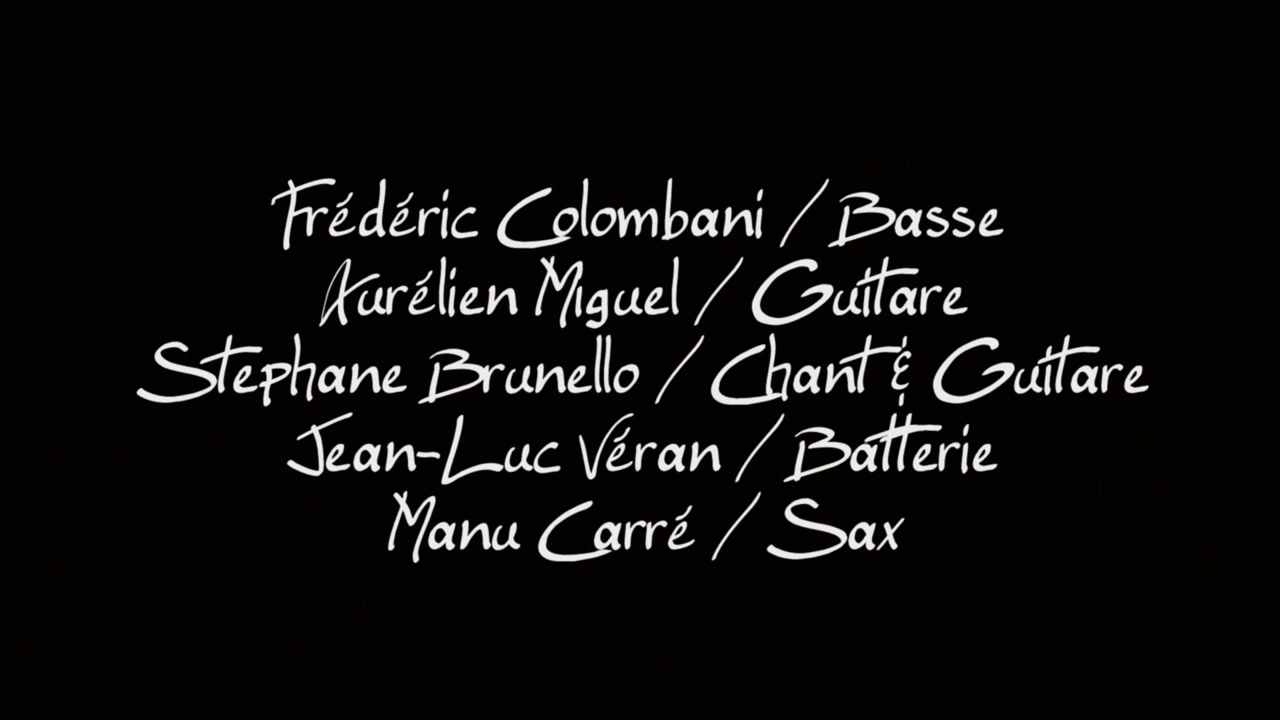 Frédéric Colombani / Basse
Aurélien Miguel / Guitare
Stephane Brunello / Chant & Guitare
Jean-Luc Véran / Batterie
Manu Carré / Sax